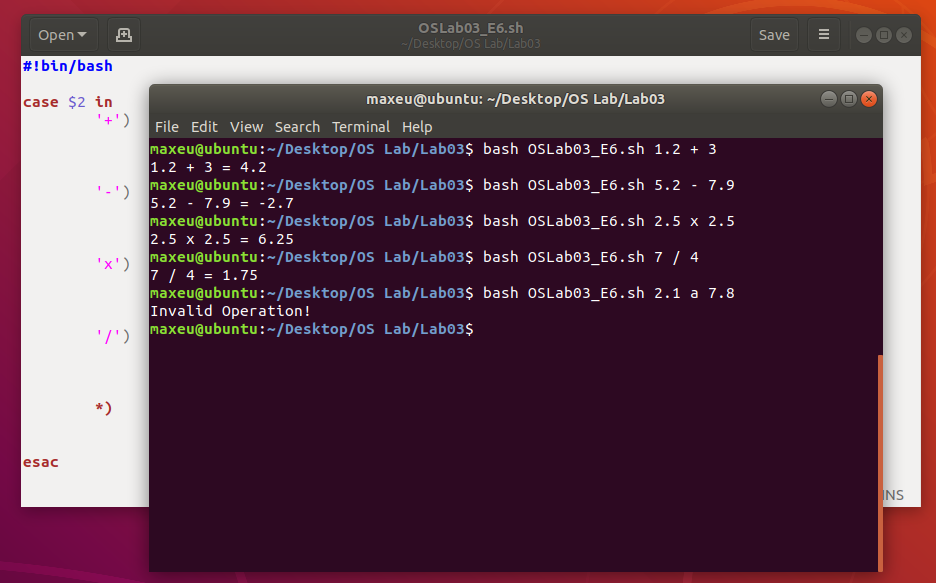 Open
OSLab03_E6.sh
~/Desktop/OS Lab/Lab03
Save
#!bin/bash
case $2 in
'+')
'-')
'x')
'/')
*)
esac
INS
maxeu@ubuntu: ~/Desktop/OS Lab/Lab03
File Edit View Search Terminal Help
maxeu@ubuntu:~/Desktop/OS Lab/Lab03$ bash OSLab03_E6.sh 1.2 + 3
1.2 + 3 = 4.2
maxeu@ubuntu:~/Desktop/OS Lab/Lab03$ bash OSLab03_E6.sh 5.2 - 7.9
5.2 - 7.9 = -2.7
maxeu@ubuntu:~/Desktop/OS Lab/Lab03$ bash OSLab03_E6.sh 2.5 x 2.5
2.5 x 2.5 = 6.25
maxeu@ubuntu:~/Desktop/OS Lab/Lab03$ bash OSLab03_E6.sh 7 / 4
7 / 4 = 1.75
maxeu@ubuntu:~/Desktop/OS Lab/Lab03$ bash OSLab03_E6.sh 2.1 a 7.8
Invalid Operation!
maxeu@ubuntu:~/Desktop/OS Lab/Lab03$